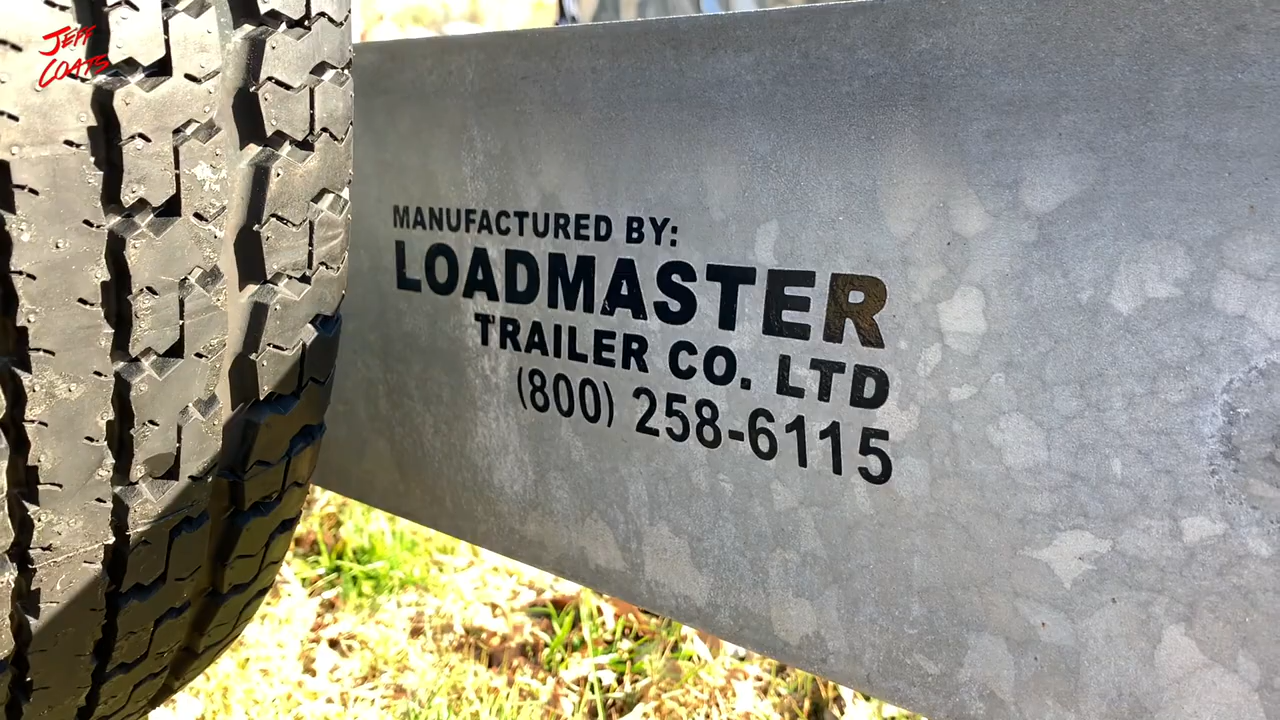 JEFF
COATS
MANUFACTURED BY:
LOADMASTER
TRAILER CO. LTD
(800) 258-6115